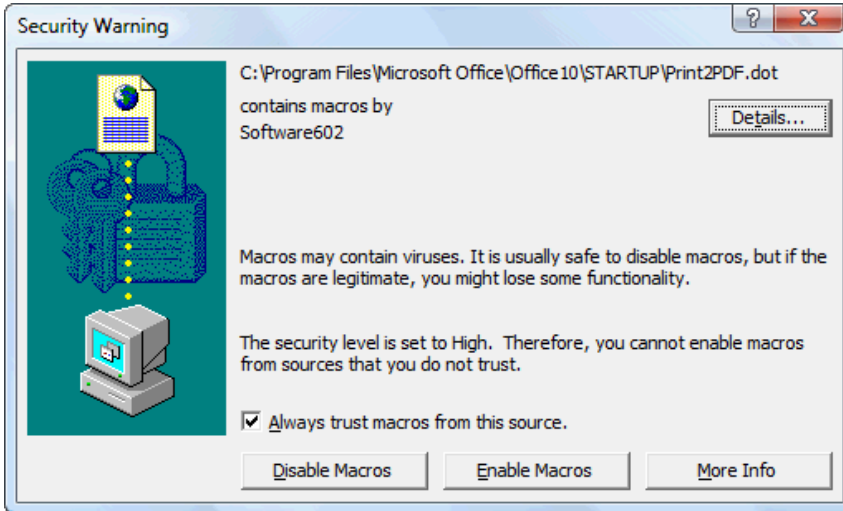 Security Warning
C:\Program Files\Microsoft Office\Office10\STARTUP\Print2PDF.dot
contains macros by
Software602
Details...
Macros may contain viruses. It is usually safe to disable macros, but if the
macros are legitimate, you might lose some functionality.
The security level is set to High.  Therefore, you cannot enable macros
from sources that you do not trust.
Always trust macros from this source.
Disable Macros
Enable Macros
More Info